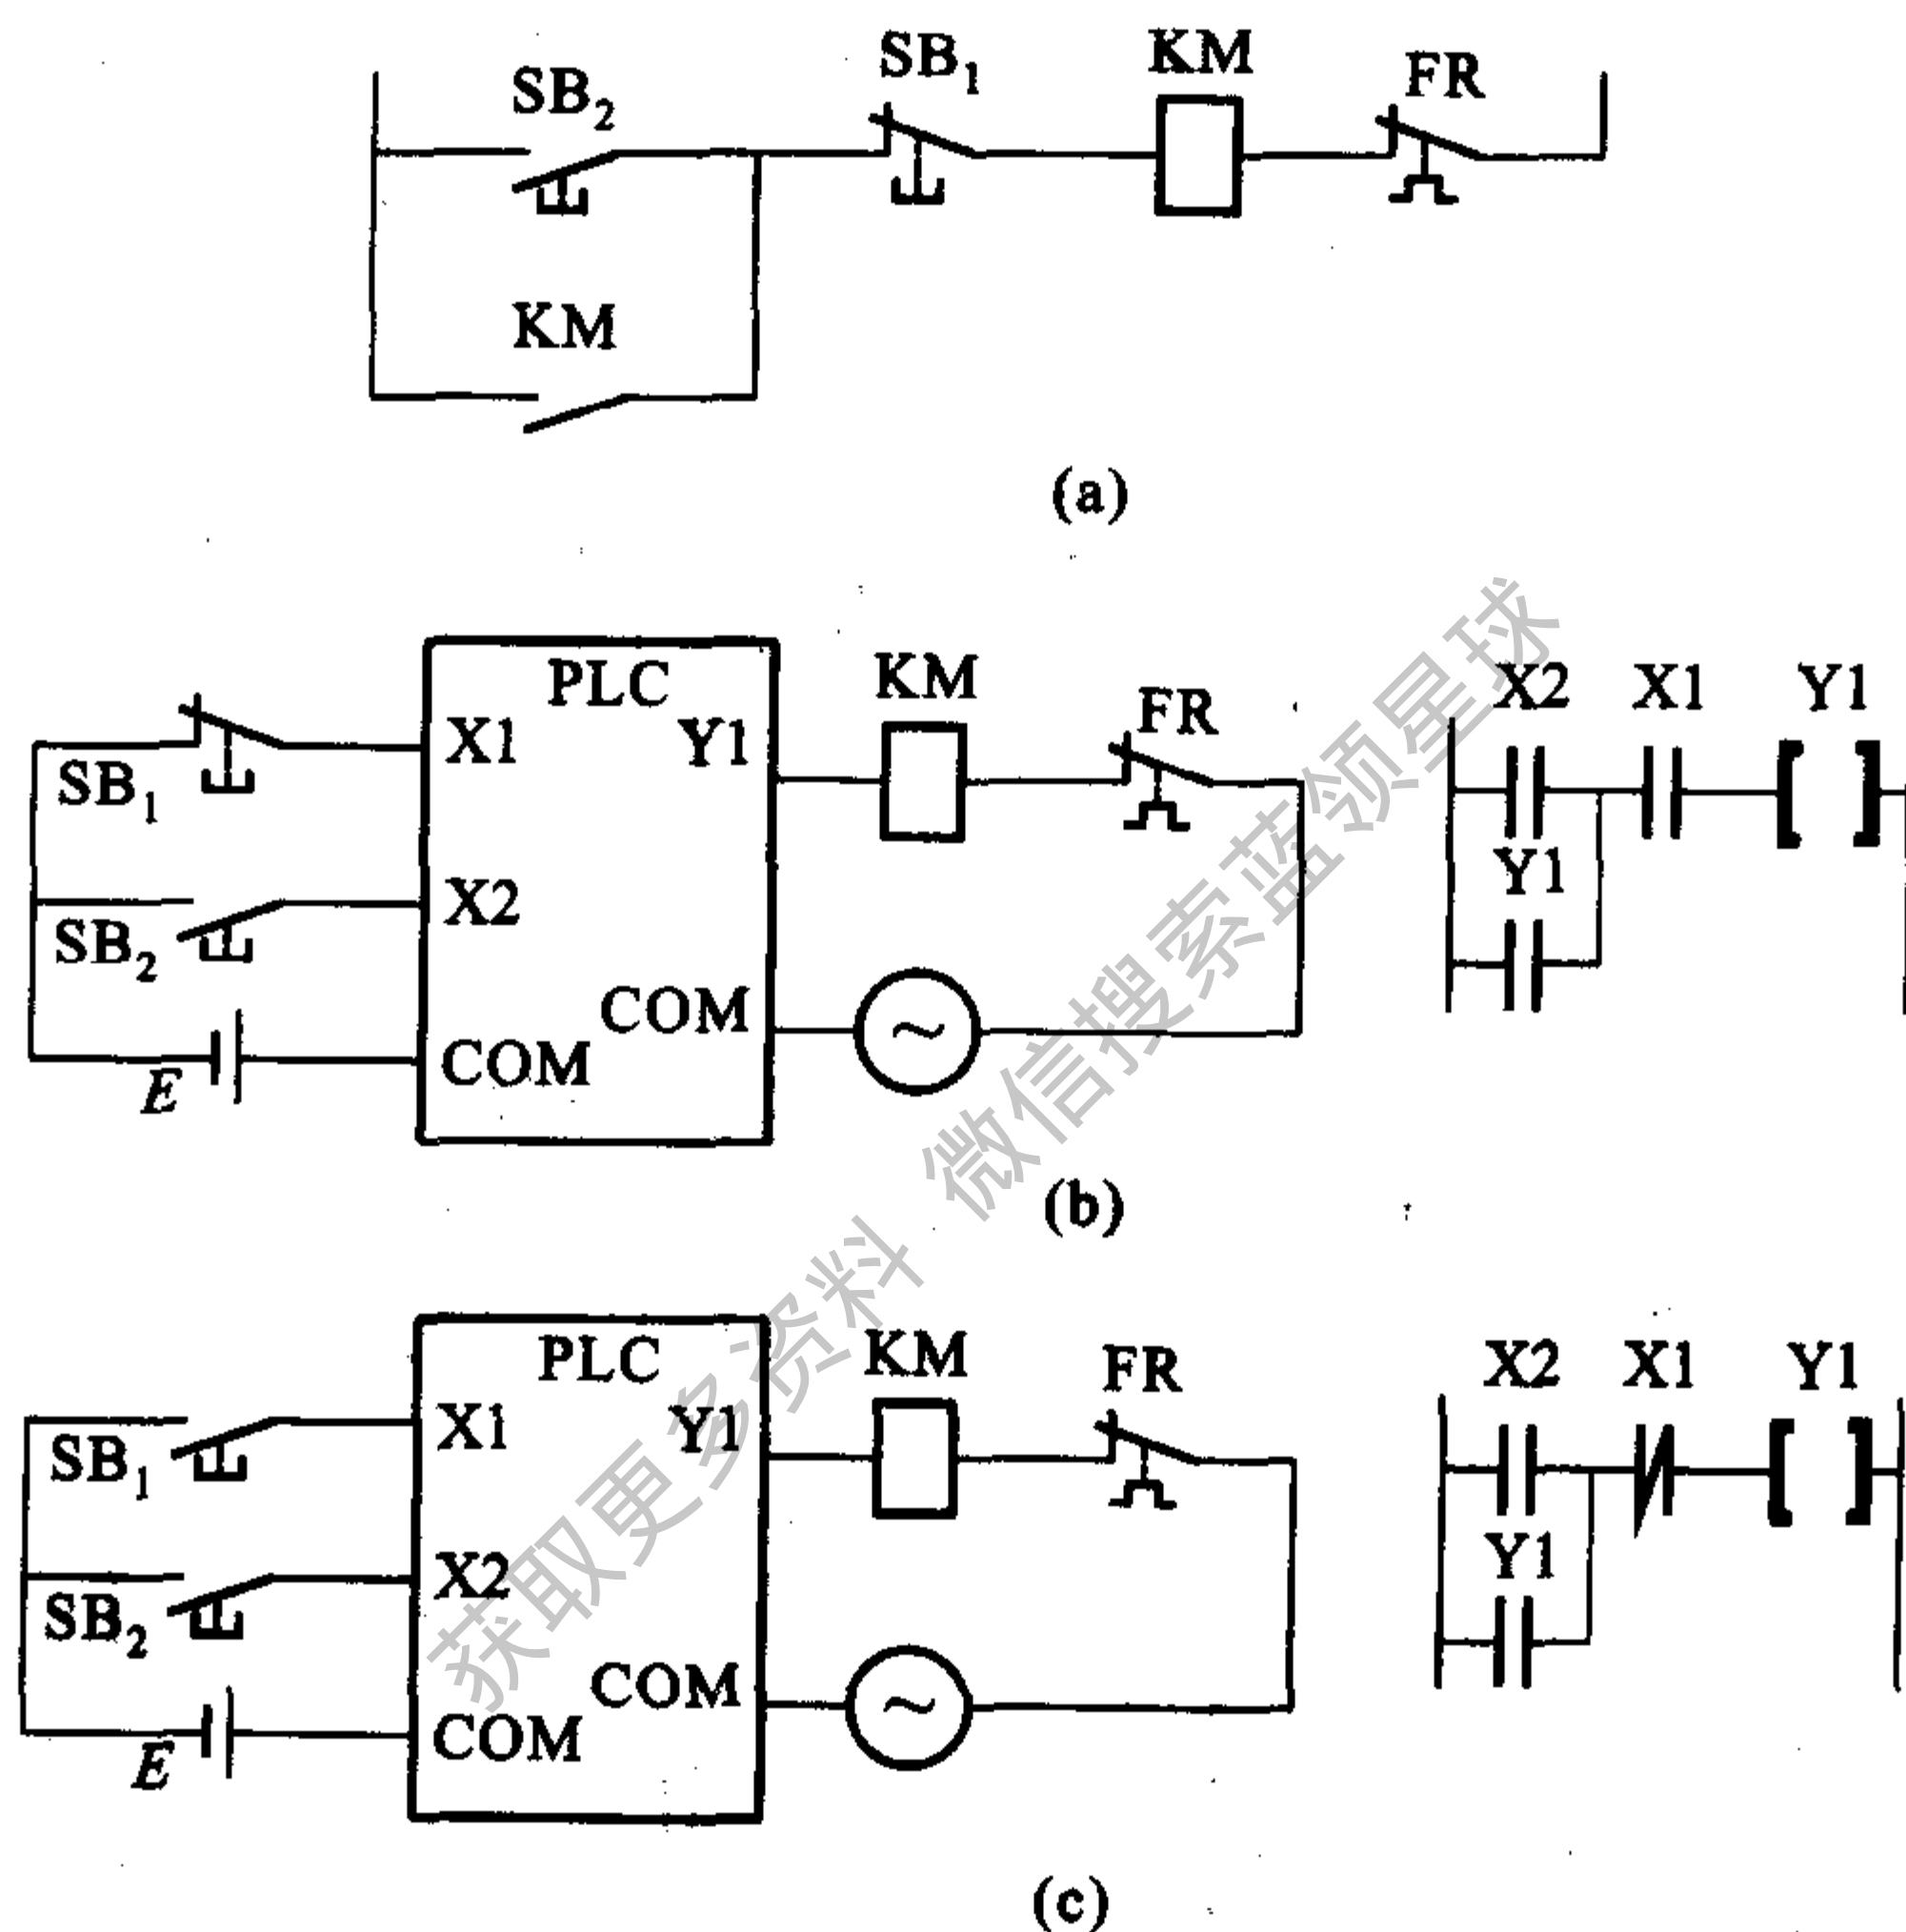 SB₂ SB₁ KM FR
KM
(a)
PLC
X1 Y1 KM FR
SB₁
X2
SB₂
COM
COM
E
~
X2 X1 Y1
Y1
(b)
PLC
X1 Y1 KM FR
SB₁
X2
SB₂
COM
COM
E
~
X2 X1 Y1
Y1
(c)
获取更多资料 微信搜索蓝领星球